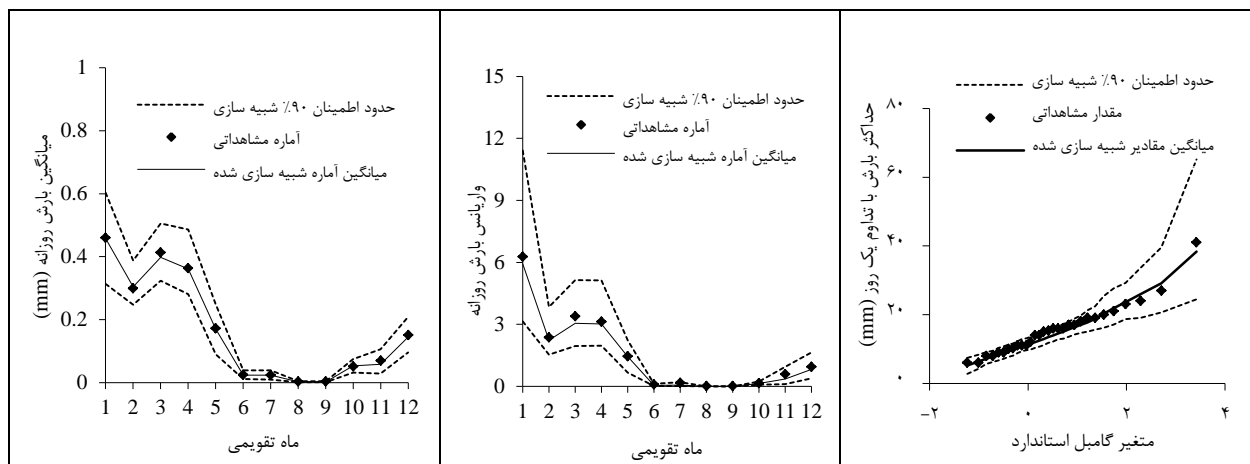 میانگین بارش روزانه (mm)
1
0.8
0.6
0.4
0.2
0
حدود اطمینان ۹۰٪ شبیه سازی
آماره مشاهداتی
میانگین آماره شبیه سازی شده
1 2 3 4 5 6 7 8 9 10 11 12
ماه تقویمی
واریانس بارش روزانه
15
12
9
6
3
0
حدود اطمینان ۹۰٪ شبیه سازی
آماره مشاهداتی
میانگین آماره شبیه سازی شده
1 2 3 4 5 6 7 8 9 10 11 12
ماه تقویمی
حداکثر بارش با تداوم یک روز (mm)
۸۰
۶۰
۴۰
۲۰
۰
حدود اطمینان ۹۰٪ شبیه سازی
مقدار مشاهداتی
میانگین مقادیر شبیه سازی شده
−۲ ۰ ۲ ۴
متغیر گامبل استاندارد